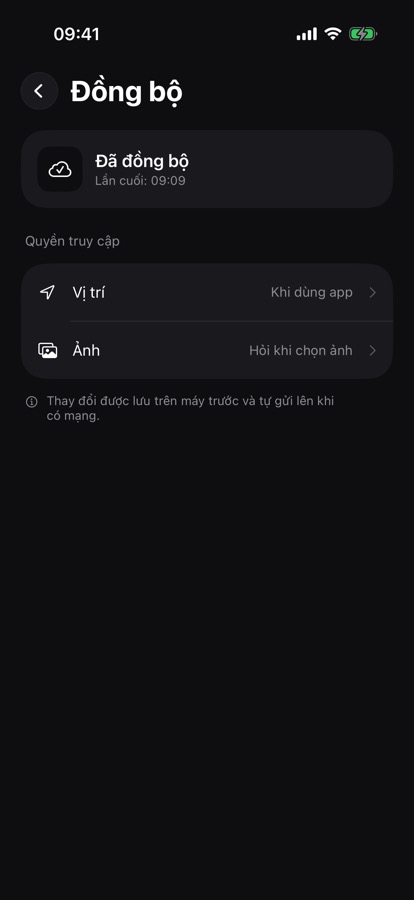 09:41
Đồng bộ
Đã đồng bộ
Lần cuối: 09:09
Quyền truy cập
Vị trí
Khi dùng app
Ảnh
Hỏi khi chọn ảnh
Thay đổi được lưu trên máy trước và tự gửi lên khi
có mạng.